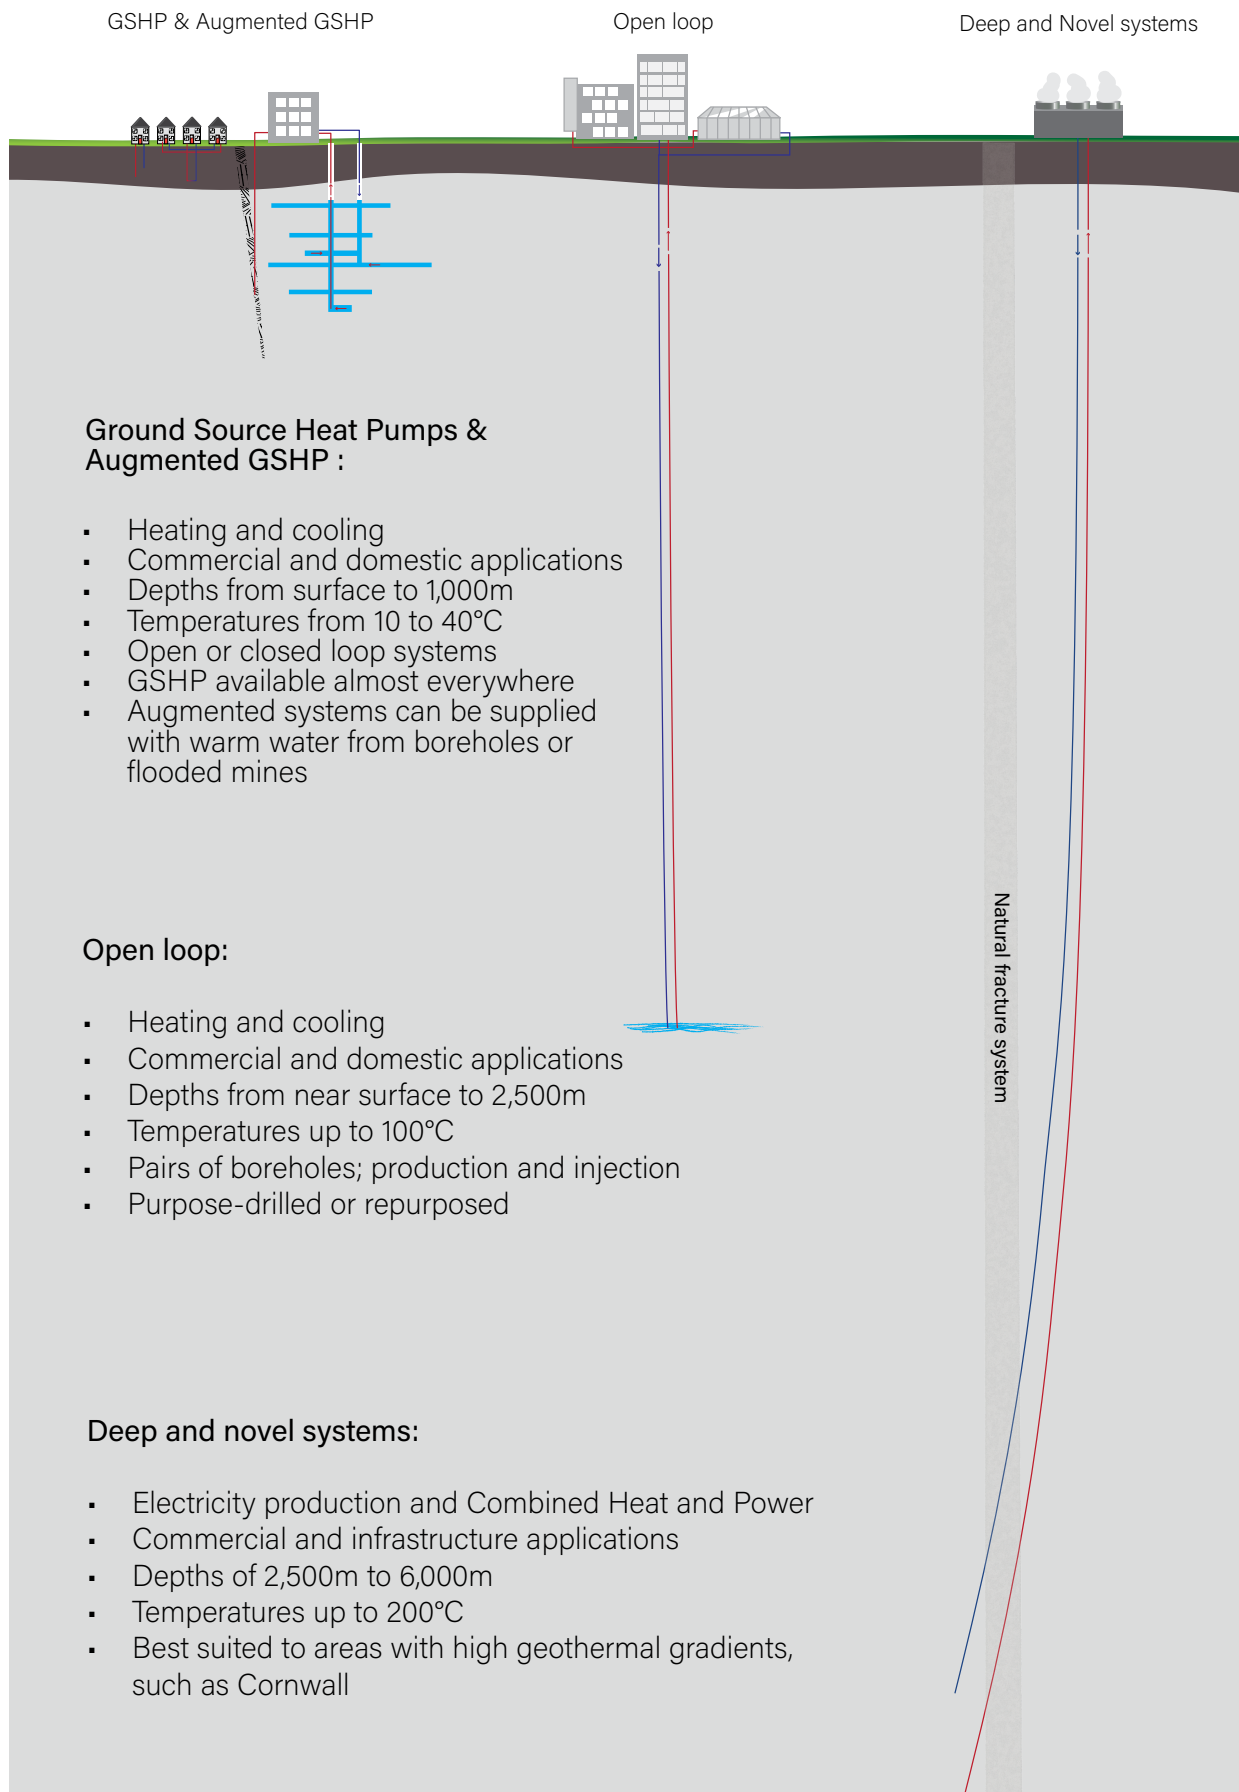 GSHP & Augmented GSHP
Open loop
Deep and Novel systems
Ground Source Heat Pumps &
Augmented GSHP :
▪ Heating and cooling
▪ Commercial and domestic applications
▪ Depths from surface to 1,000m
▪ Temperatures from 10 to 40°C
▪ Open or closed loop systems
▪ GSHP available almost everywhere
▪ Augmented systems can be supplied
with warm water from boreholes or
flooded mines
Natural fracture system
Open loop:
▪ Heating and cooling
▪ Commercial and domestic applications
▪ Depths from near surface to 2,500m
▪ Temperatures up to 100°C
▪ Pairs of boreholes; production and injection
▪ Purpose-drilled or repurposed
Deep and novel systems:
▪ Electricity production and Combined Heat and Power
▪ Commercial and infrastructure applications
▪ Depths of 2,500m to 6,000m
▪ Temperatures up to 200°C
▪ Best suited to areas with high geothermal gradients,
such as Cornwall